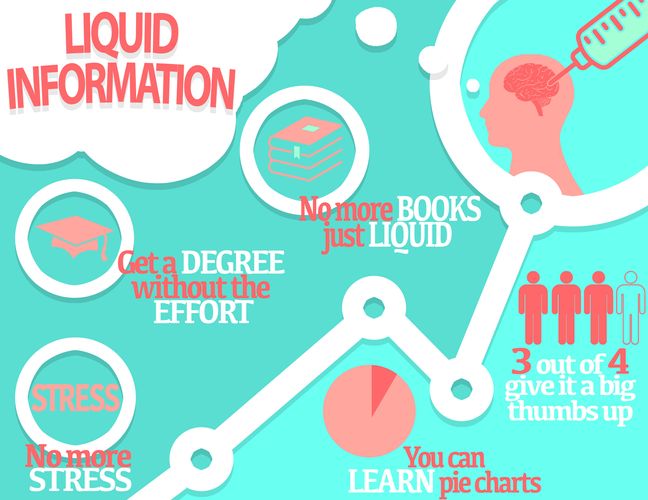 LIQUID
INFORMATION
No more BOOKS
just LIQUID
Get a DEGREE
without the
EFFORT
3 out of 4
give it a big
thumbs up
STRESS
No more
STRESS
You can
LEARN pie charts